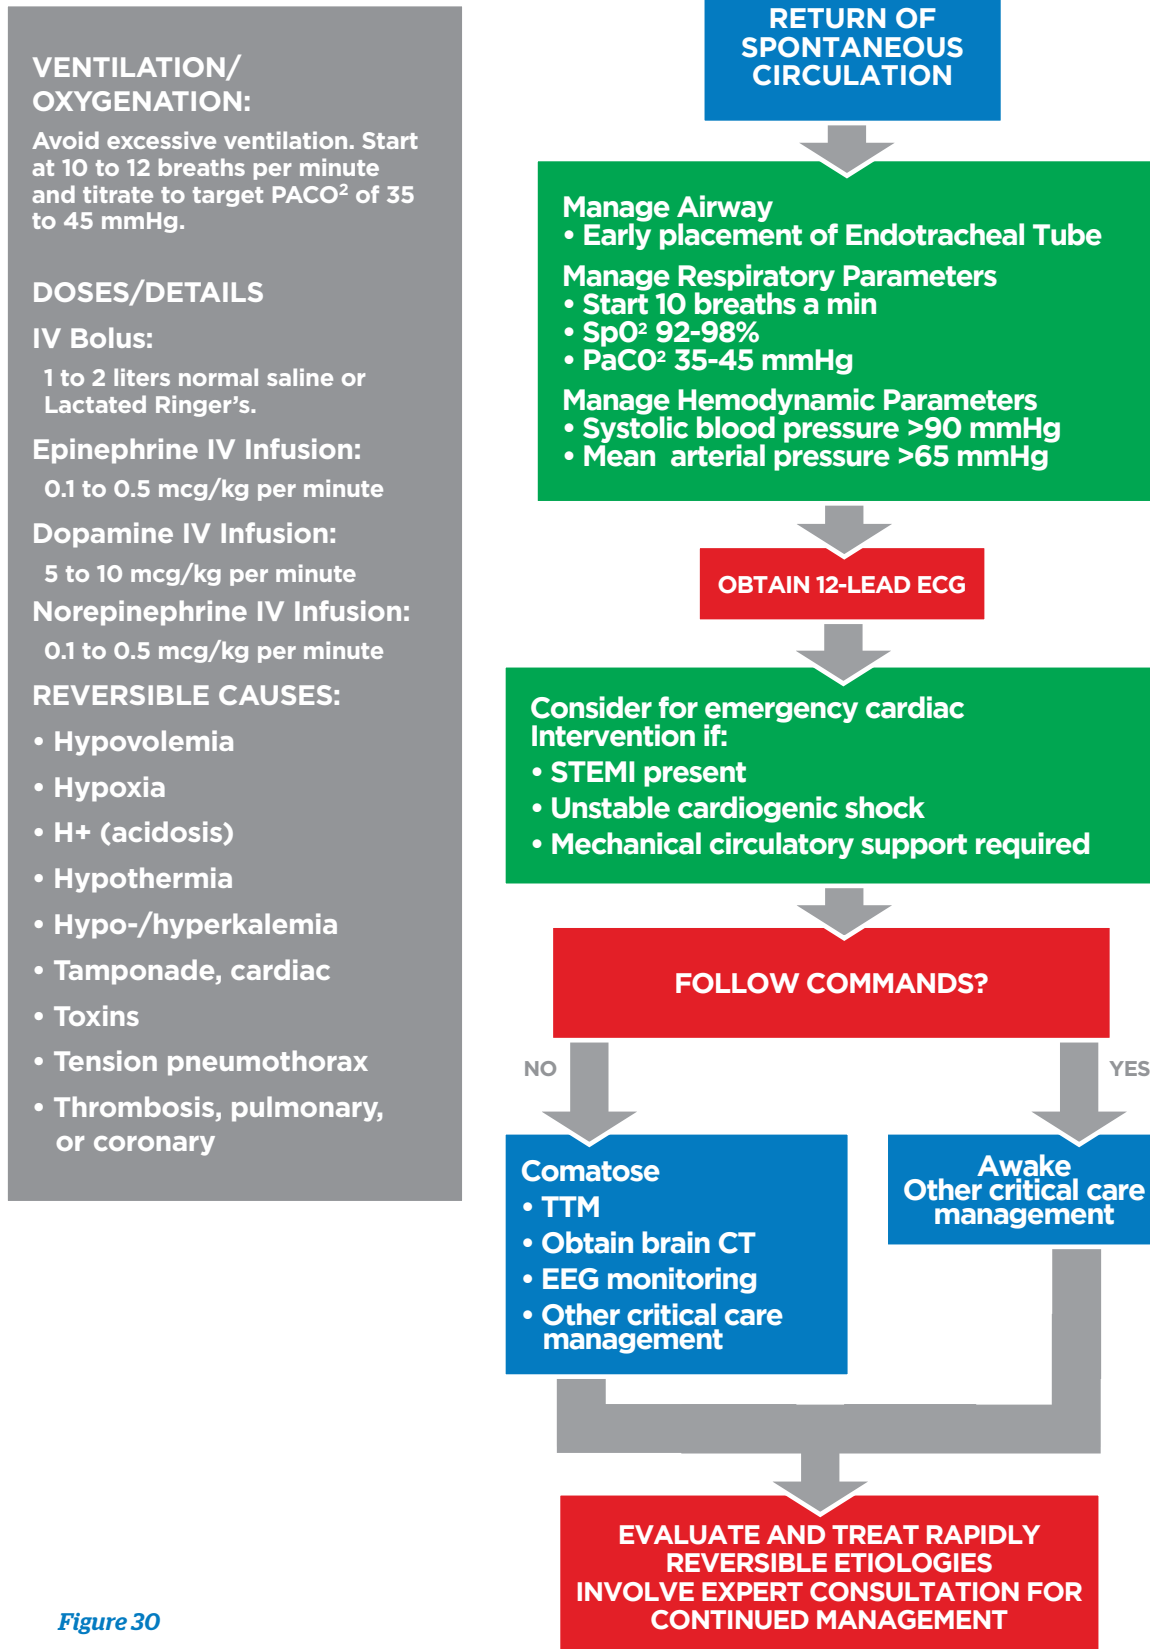 VENTILATION/
OXYGENATION:
Avoid excessive ventilation. Start
at 10 to 12 breaths per minute
and titrate to target PACO² of 35
to 45 mmHg.
DOSES/DETAILS
IV Bolus:
1 to 2 liters normal saline or
Lactated Ringer's.
Epinephrine IV Infusion:
0.1 to 0.5 mcg/kg per minute
Dopamine IV Infusion:
5 to 10 mcg/kg per minute
Norepinephrine IV Infusion:
0.1 to 0.5 mcg/kg per minute
REVERSIBLE CAUSES:
• Hypovolemia
• Hypoxia
• H+ (acidosis)
• Hypothermia
• Hypo-/hyperkalemia
• Tamponade, cardiac
• Toxins
• Tension pneumothorax
• Thrombosis, pulmonary,
or coronary
RETURN OF
SPONTANEOUS
CIRCULATION
Manage Airway
• Early placement of Endotracheal Tube
Manage Respiratory Parameters
• Start 10 breaths a min
• Sp0² 92-98%
• PaC0² 35-45 mmHg
Manage Hemodynamic Parameters
• Systolic blood pressure >90 mmHg
• Mean arterial pressure >65 mmHg
OBTAIN 12-LEAD ECG
Consider for emergency cardiac
Intervention if:
• STEMI present
• Unstable cardiogenic shock
• Mechanical circulatory support required
FOLLOW COMMANDS?
NO
YES
Comatose
• TTM
• Obtain brain CT
• EEG monitoring
• Other critical care
management
Awake
Other critical care
management
EVALUATE AND TREAT RAPIDLY
REVERSIBLE ETIOLOGIES
INVOLVE EXPERT CONSULTATION FOR
CONTINUED MANAGEMENT
Figure 30